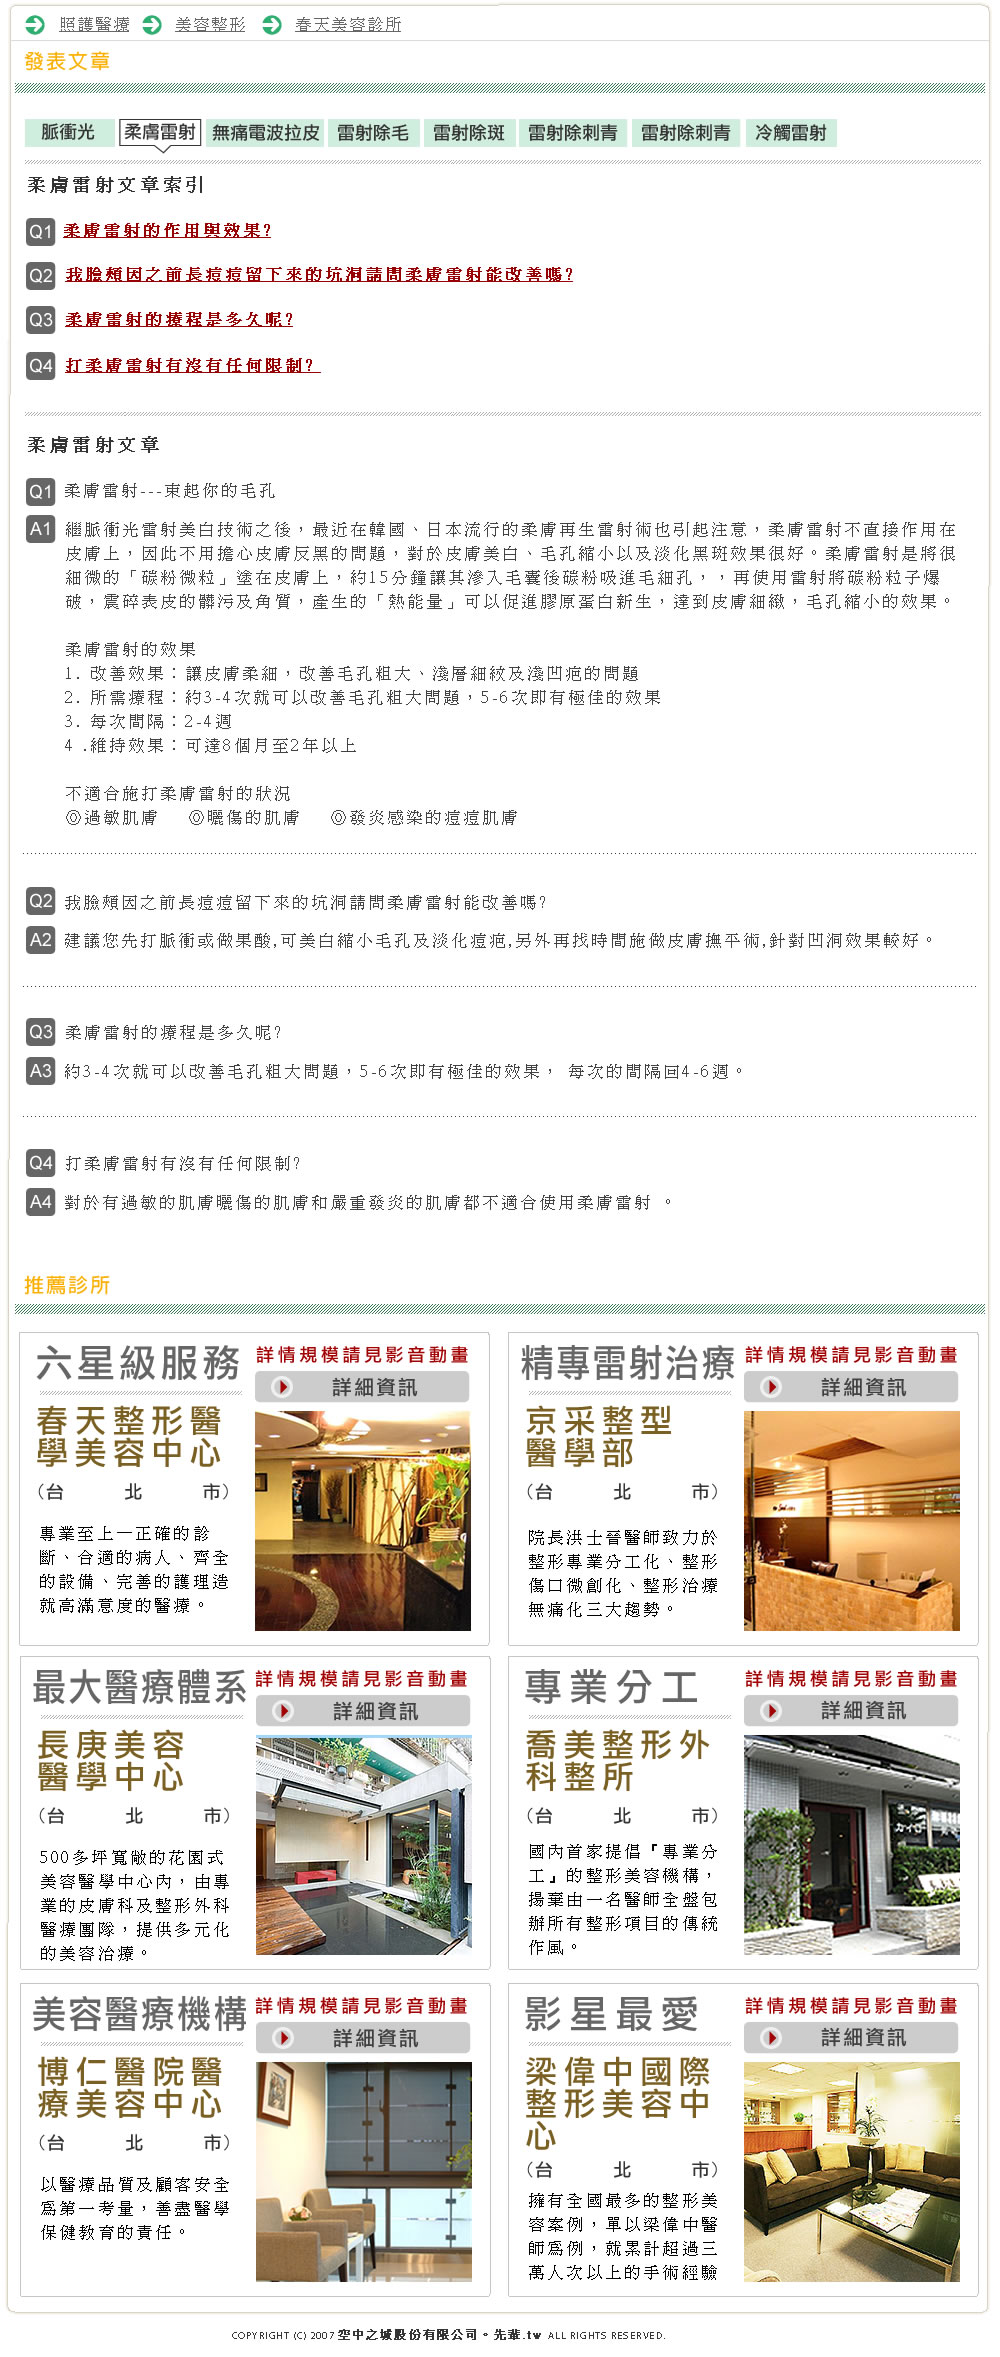 照護醫療 美容整形 春天美容診所
發表文章
脈衝光 柔膚雷射 無痛電波拉皮 雷射除毛 雷射除斑 雷射除刺青 雷射除刺青 冷觸雷射
柔膚雷射文章索引
Q1 柔膚雷射的作用與效果?
Q2 我臉頰因之前長痘痘留下來的坑洞請問柔膚雷射能改善嗎?
Q3 柔膚雷射的療程是多久呢?
Q4 打柔膚雷射有沒有任何限制?
柔膚雷射文章
Q1 柔膚雷射---束起你的毛孔
A1 繼脈衝光雷射美白技術之後，最近在韓國、日本流行的柔膚再生雷射術也引起注意，柔膚雷射不直接作用在
皮膚上，因此不用擔心皮膚反黑的問題，對於皮膚美白、毛孔縮小以及淡化黑斑效果很好。柔膚雷射是將很
細微的「碳粉微粒」塗在皮膚上，約15分鐘讓其滲入毛囊後碳粉吸進毛細孔，，再使用雷射將碳粉粒子爆
破，震碎表皮的髒污及角質，產生的「熱能量」可以促進膠原蛋白新生，達到皮膚細緻，毛孔縮小的效果。
柔膚雷射的效果
1. 改善效果：讓皮膚柔細，改善毛孔粗大、淺層細紋及淺凹疤的問題
2. 所需療程：約3-4次就可以改善毛孔粗大問題，5-6次即有極佳的效果
3. 每次間隔：2-4週
4 .維持效果：可達8個月至2年以上
不適合施打柔膚雷射的狀況
◎過敏肌膚 ◎曬傷的肌膚 ◎發炎感染的痘痘肌膚
Q2 我臉頰因之前長痘痘留下來的坑洞請問柔膚雷射能改善嗎?
A2 建議您先打脈衝或做果酸,可美白縮小毛孔及淡化痘疤,另外再找時間施做皮膚撫平術,針對凹洞效果較好。
Q3 柔膚雷射的療程是多久呢?
A3 約3-4次就可以改善毛孔粗大問題，5-6次即有極佳的效果， 每次的間隔回4-6週。
Q4 打柔膚雷射有沒有任何限制?
A4 對於有過敏的肌膚曬傷的肌膚和嚴重發炎的肌膚都不適合使用柔膚雷射 。
推薦診所
六星級服務
詳情規模請見影音動畫
詳細資訊
春天整形醫
學美容中心
(台 北 市)
專業至上一正確的診
斷、合適的病人、齊全
的設備、完善的護理造
就高滿意度的醫療。
精專雷射治療
詳情規模請見影音動畫
詳細資訊
京采整型
醫學部
(台 北 市)
院長洪士晉醫師致力於
整形專業分工化、整形
傷口微創化、整形治療
無痛化三大趨勢。
最大醫療體系
詳情規模請見影音動畫
詳細資訊
長庚美容
醫學中心
(台 北 市)
500多坪寬敞的花園式
美容醫學中心內，由專
業的皮膚科及整形外科
醫療團隊，提供多元化
的美容治療。
專業分工
詳情規模請見影音動畫
詳細資訊
喬美整形外
科整所
(台 北 市)
國內首家提倡『專業分
工』的整形美容機構，
揚棄由一名醫師全盤包
辦所有整形項目的傳統
作風。
美容醫療機構
詳情規模請見影音動畫
詳細資訊
博仁醫院醫
療美容中心
(台 北 市)
以醫療品質及顧客安全
為第一考量，善盡醫學
保健教育的責任。
影星最愛
詳情規模請見影音動畫
詳細資訊
梁偉中國際
整形美容中
心
(台 北 市)
擁有全國最多的整形美
容案例，單以梁偉中醫
師為例，就累計超過三
萬人次以上的手術經驗
COPYRIGHT (C) 2007 空中之城股份有限公司。先輩.tw ALL RIGHTS RESERVED.